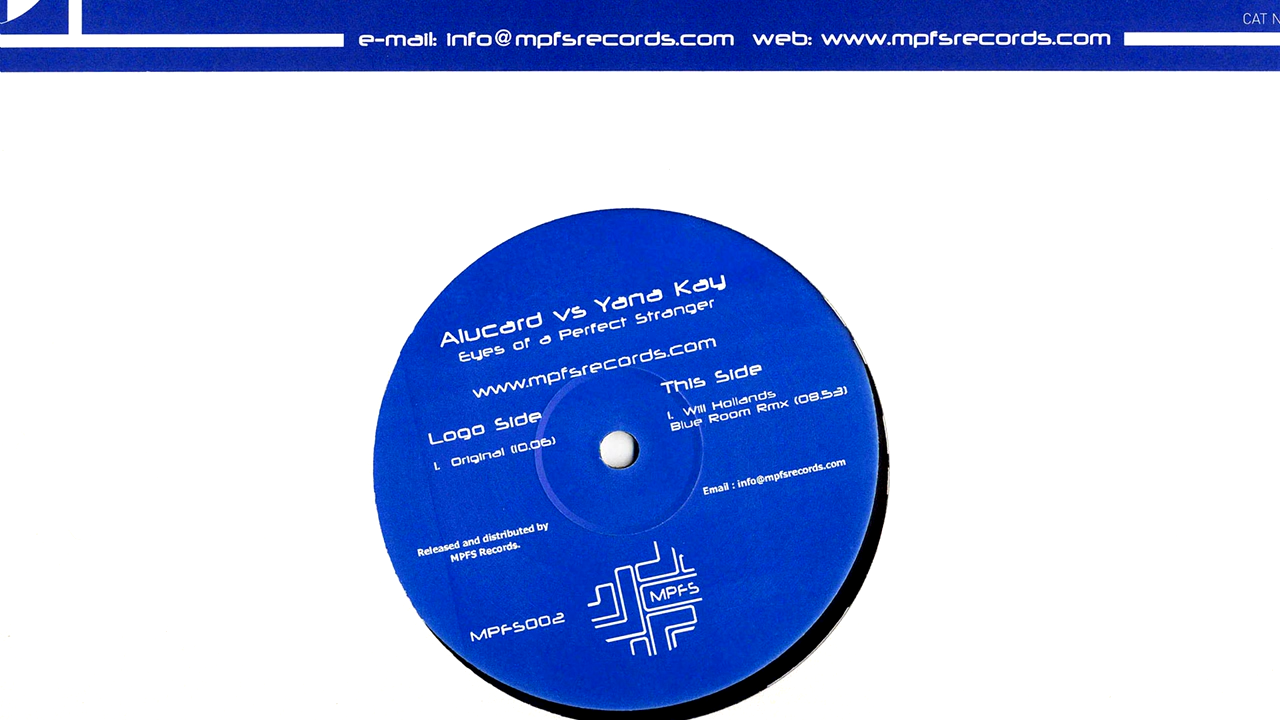 CAT N
e-mail: info@mpfsrecords.com web: www.mpfsrecords.com
Alucard vs Yana Kay
Eyes of a Perfect Stranger
www.mpfsrecords.com
Logo Side
1. Original (10.06)
This Side
1. Will Hollands
Blue Room Rmx (08.53)
Email : info@mpfsrecords.com
Released and distributed by
MPFS Records.
MPFS002
MPFS